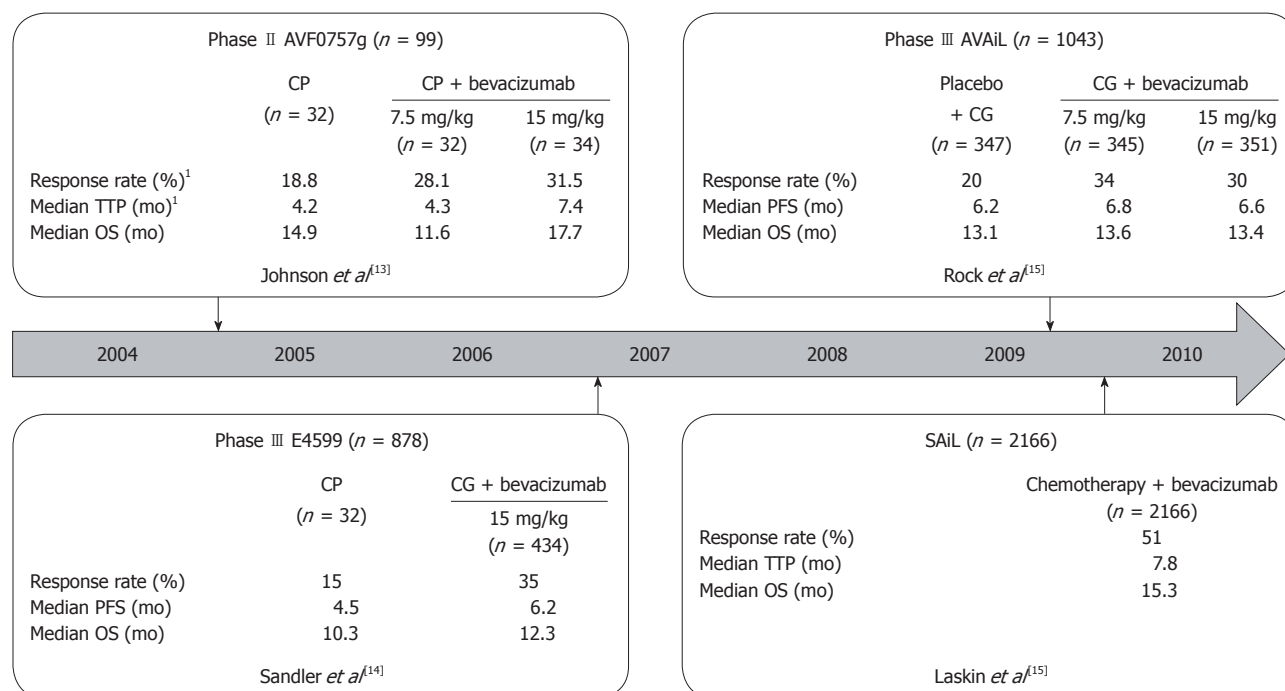 Phase Ⅱ AVF0757g (n = 99)
CP
CP + bevacizumab
(n = 32)
7.5 mg/kg
15 mg/kg
(n = 32)
(n = 34)
Response rate (%)1 18.8 28.1 31.5
Median TTP (mo)1 4.2 4.3 7.4
Median OS (mo) 14.9 11.6 17.7
Johnson et al[13]
Phase Ⅲ AVAiL (n = 1043)
Placebo
+ CG
(n = 347)
CG + bevacizumab
7.5 mg/kg
15 mg/kg
(n = 345)
(n = 351)
Response rate (%) 20 34 30
Median PFS (mo) 6.2 6.8 6.6
Median OS (mo) 13.1 13.6 13.4
Rock et al[15]
2004 2005 2006 2007 2008 2009 2010
Phase Ⅲ E4599 (n = 878)
CP
CG + bevacizumab
(n = 32)
15 mg/kg
(n = 434)
Response rate (%) 15 35
Median PFS (mo) 4.5 6.2
Median OS (mo) 10.3 12.3
Sandler et al[14]
SAiL (n = 2166)
Chemotherapy + bevacizumab
(n = 2166)
Response rate (%) 51
Median TTP (mo) 7.8
Median OS (mo) 15.3
Laskin et al[15]